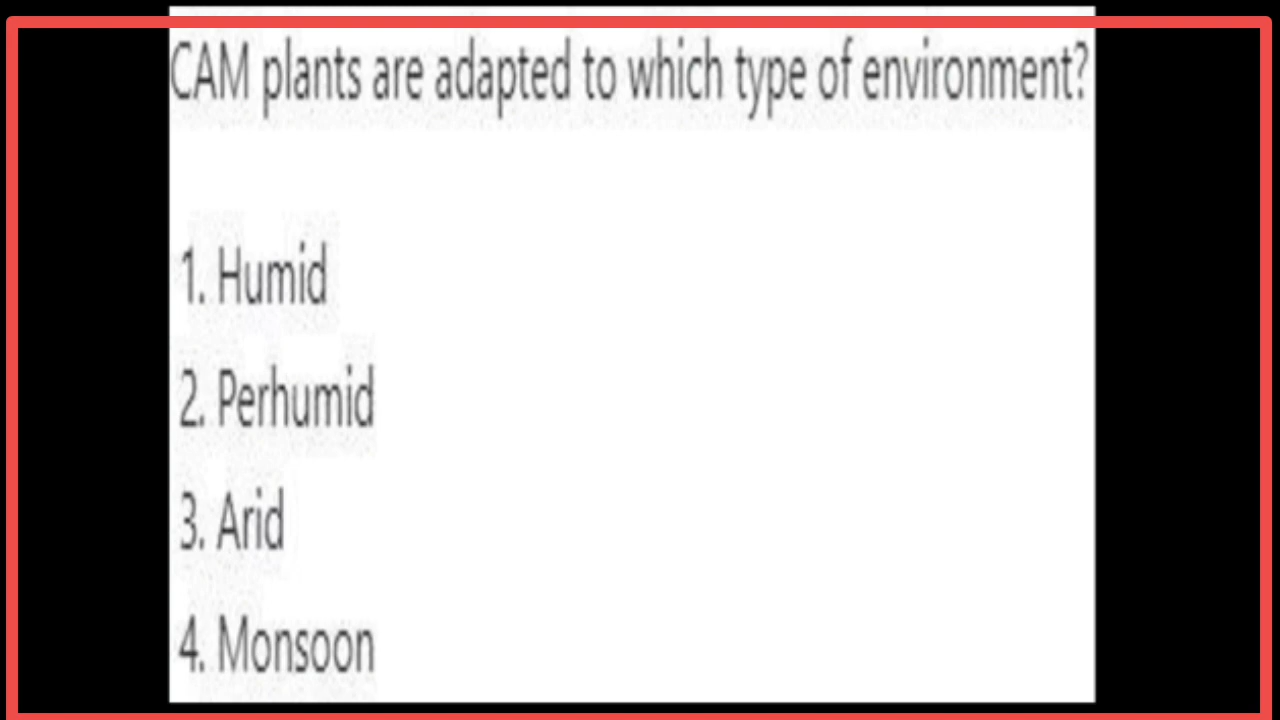 CAM plants are adapted to which type of environment?
1. Humid
2. Perhumid
3. Arid
4. Monsoon